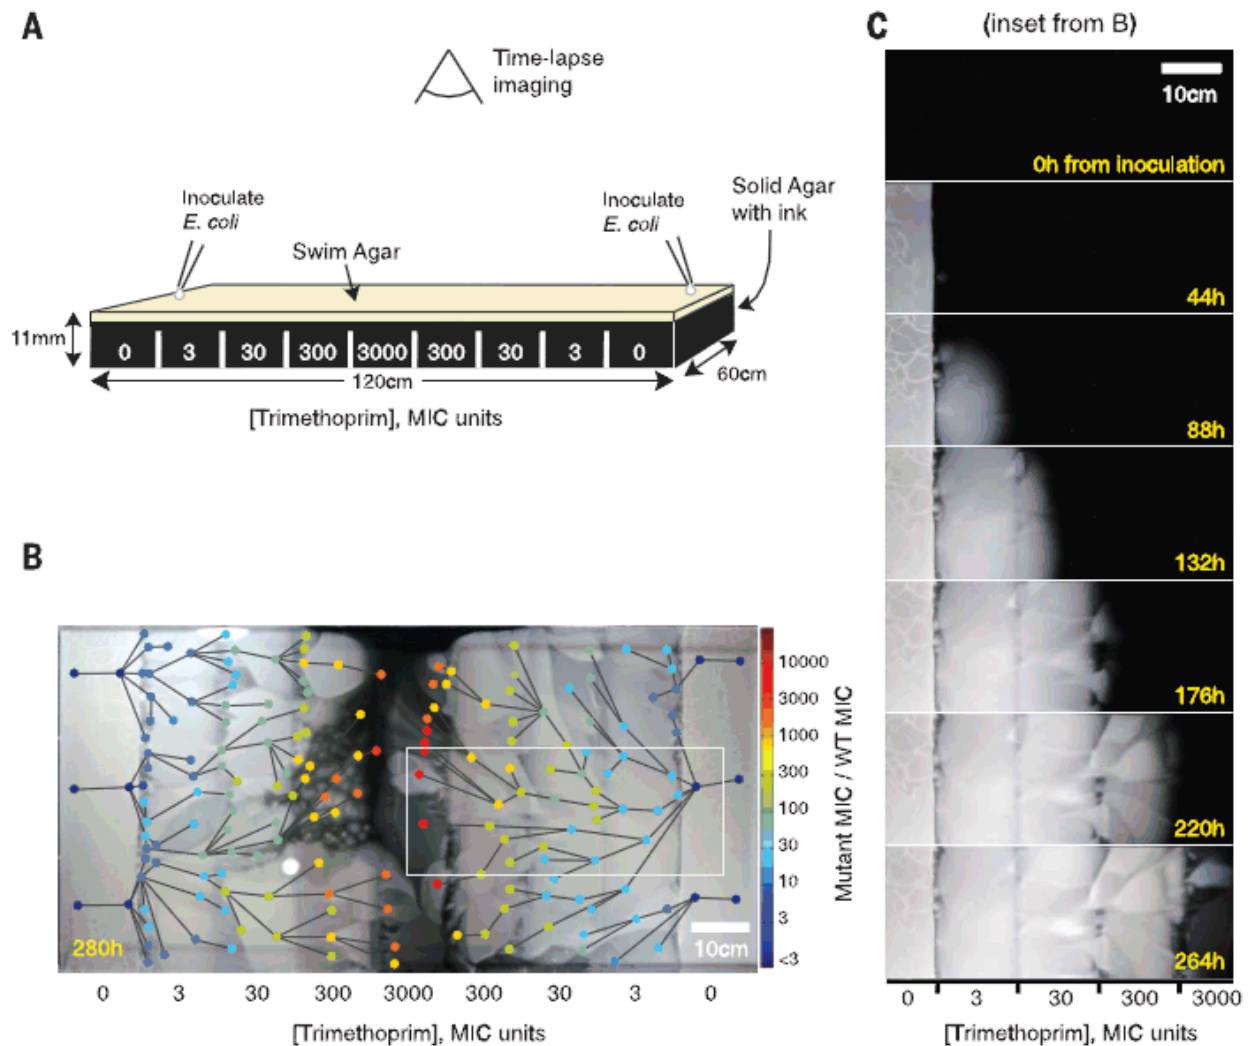 A
Time-lapse
imaging
Inoculate
E. coli
Swim Agar
Inoculate
E. coli
Solid Agar
with ink
11mm
0 3 30 300 3000 300 30 3 0
120cm
60cm
[Trimethoprim], MIC units
B
280h
10cm
10000
3000
1000
300
100
30
10
3
<3
Mutant MIC / WT MIC
0 3 30 300 3000 300 30 3 0
[Trimethoprim], MIC units
C
(inset from B)
10cm
0h from inoculation
44h
88h
132h
176h
220h
264h
0 3 30 300 3000
[Trimethoprim], MIC units